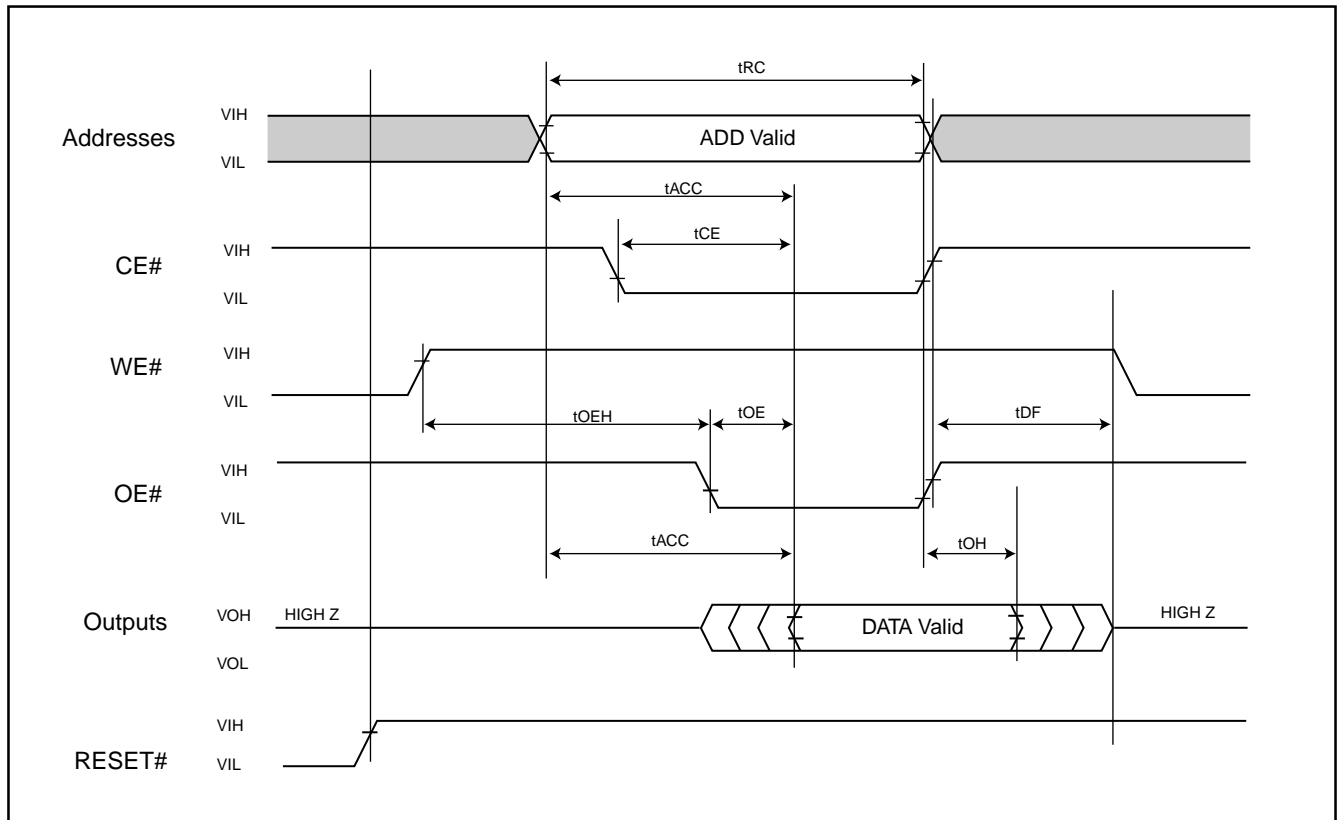 tRC
VIH
Addresses
ADD Valid
VIL
tACC
tCE
VIH
CE#
VIL
VIH
WE#
VIL
tOEH
tOE
tDF
VIH
OE#
VIL
tACC
tOH
Outputs
VOH
HIGH Z
DATA Valid
HIGH Z
VOL
VIH
RESET#
VIL